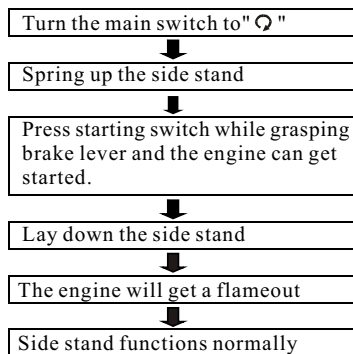 Turn the main switch to" "
Spring up the side stand
Press starting switch while grasping
brake lever and the engine can get
started.
Lay down the side stand
The engine will get a flameout
Side stand functions normally